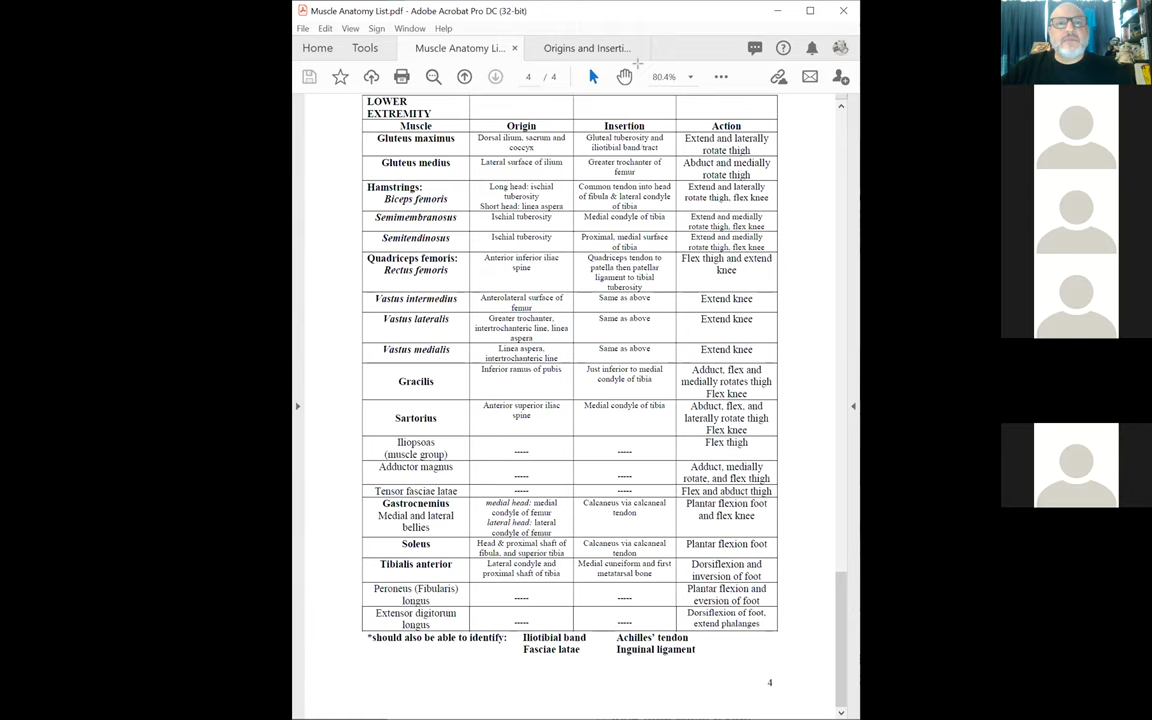 Muscle Anatomy List.pdf - Adobe Acrobat Pro DC (32-bit)
File Edit View Sign Window Help
Home Tools Muscle Anatomy Li... × Origins and Inserti...
4 / 4 80.4%
LOWER
EXTREMITY
Muscle Origin Insertion Action
Gluteus maximus
Dorsal ilium, sacrum and
coccyx
Gluteal tuberosity and
iliotibial band/tract
Extend and laterally
rotate thigh
Gluteus medius
Lateral surface of ilium
Greater trochanter of
femur
Abduct and medially
rotate thigh
Hamstrings:
Biceps femoris
Long head: ischial
tuberosity
Short head: linea aspera
Common tendon into head
of fibula & lateral condyle
of tibia
Extend and laterally
rotate thigh, flex knee
Semimembranosus
Ischial tuberosity
Medial condyle of tibia
Extend and medially
rotate thigh, flex knee
Semitendinosus
Ischial tuberosity
Proximal, medial surface
of tibia
Extend and medially
rotate thigh, flex knee
Quadriceps femoris:
Rectus femoris
Anterior inferior iliac
spine
Quadriceps tendon to
patella then patellar
ligament to tibial
tuberosity
Flex thigh and extend
knee
Vastus intermedius
Anterolateral surface of
femur
Same as above
Extend knee
Vastus lateralis
Greater trochanter,
intertrochanteric line, linea
aspera
Same as above
Extend knee
Vastus medialis
Linea aspera,
intertrochanteric line
Same as above
Extend knee
Gracilis
Inferior ramus of pubis
Just inferior to medial
condyle of tibia
Adduct, flex and
medially rotates thigh
Flex knee
Sartorius
Anterior superior iliac
spine
Medial condyle of tibia
Abduct, flex, and
laterally rotate thigh
Flex knee
Iliopsoas
(muscle group)
-----
-----
Flex thigh
Adductor magnus
-----
-----
Adduct, medially
rotate, and flex thigh
Tensor fasciae latae
-----
-----
Flex and abduct thigh
Gastrocnemius
Medial and lateral
bellies
medial head: medial
condyle of femur
lateral head: lateral
condyle of femur
Calcaneus via calcaneal
tendon
Plantar flexion foot
and flex knee
Soleus
Head & proximal shaft of
fibula, and superior tibia
Calcaneus via calcaneal
tendon
Plantar flexion foot
Tibialis anterior
Lateral condyle and
proximal shaft of tibia
Medial cuneiform and first
metatarsal bone
Dorsiflexion and
inversion of foot
Peroneus (Fibularis)
longus
-----
-----
Plantar flexion and
eversion of foot
Extensor digitorum
longus
-----
-----
Dorsiflexion of foot,
extend phalanges
*should also be able to identify: Iliotibial band Achilles' tendon
Fasciae latae Inguinal ligament
4